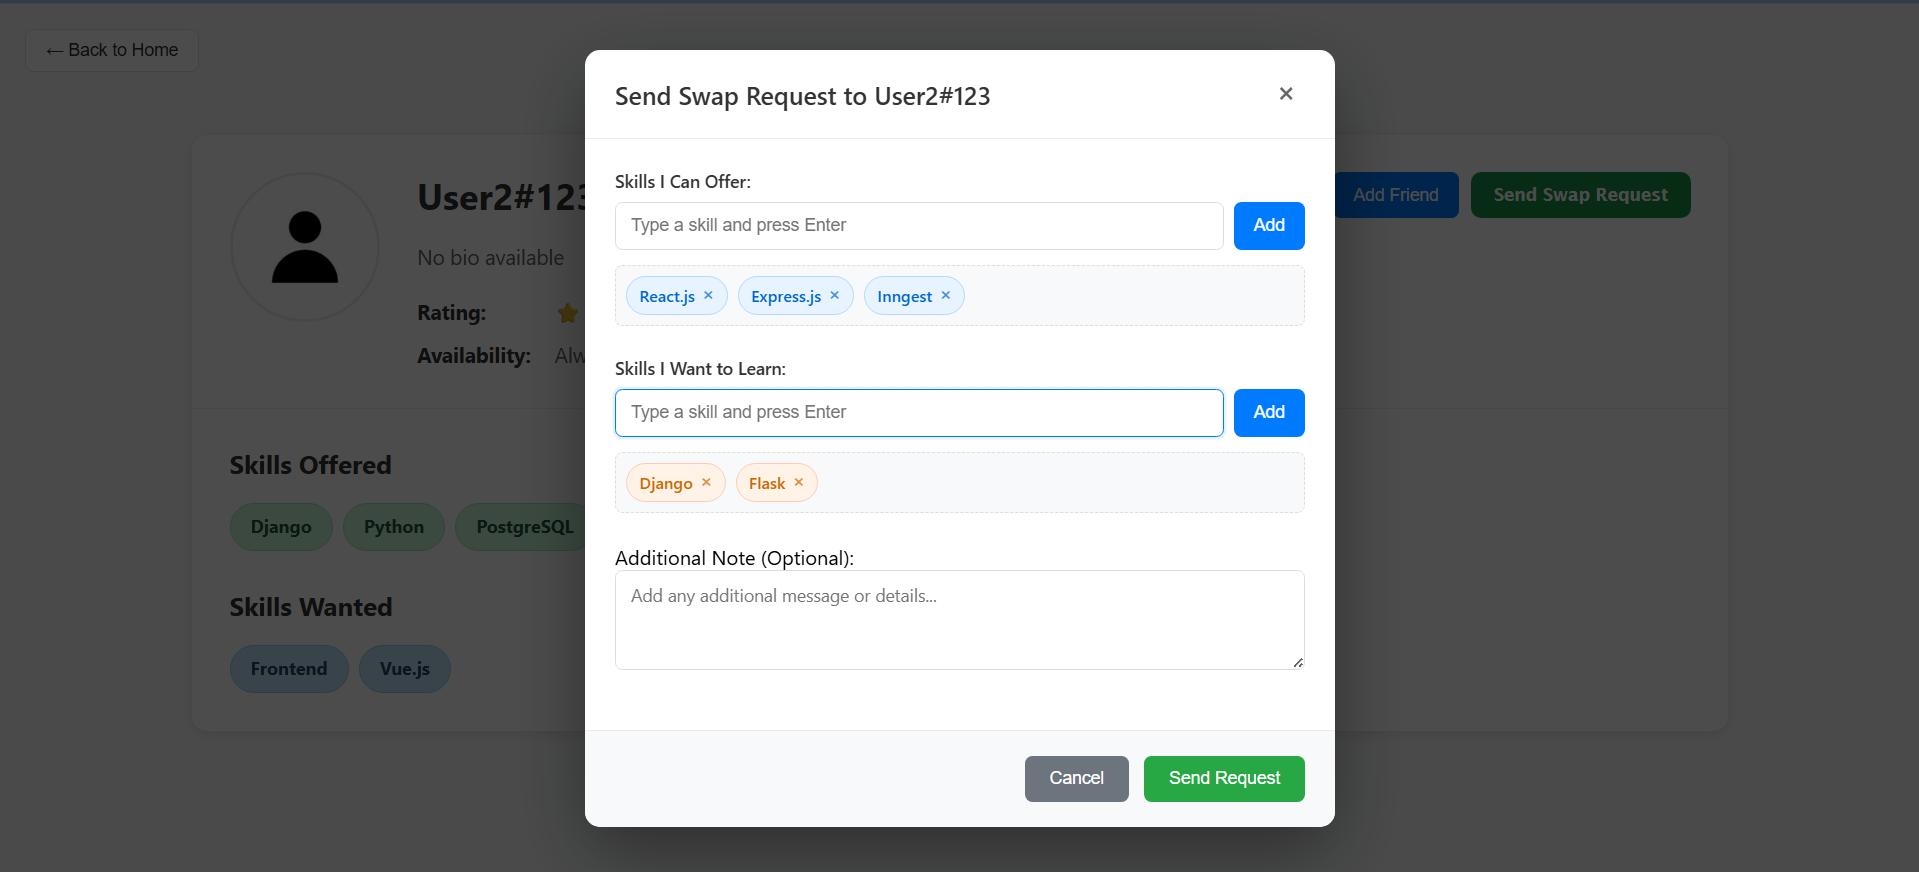 ← Back to Home
Send Swap Request to User2#123
×
Skills I Can Offer:
Type a skill and press Enter
Add
React.js × Express.js × Inngest ×
Skills I Want to Learn:
Type a skill and press Enter
Add
Django × Flask ×
Additional Note (Optional):
Add any additional message or details...
Cancel
Send Request
User2#123
No bio available
Rating:
Availability:
Add Friend
Send Swap Request
Skills Offered
Django Python PostgreSQL
Skills Wanted
Frontend Vue.js